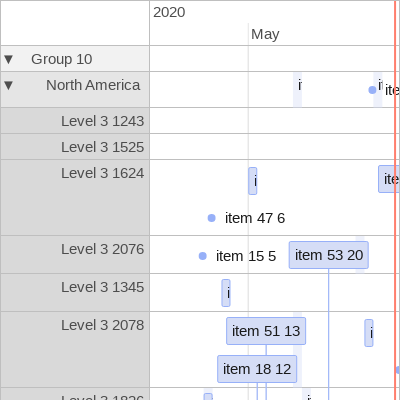 2020
May
▼ Group 10
▼ North America
ite
Level 3 1243
Level 3 1525
Level 3 1624
i
ite
item 47 6
Level 3 2076
item 15 5
item 53 20
Level 3 1345
i
Level 3 2078
item 51 13
i
item 18 12
Level 3 1826